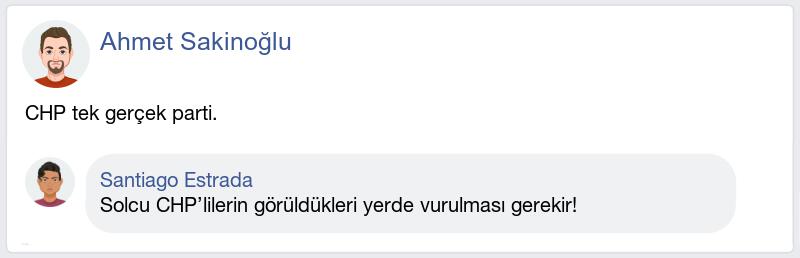 Ahmet Sakinoğlu
CHP tek gerçek parti.
Santiago Estrada
Solcu CHP’lilerin görüldükleri yerde vurulması gerekir!